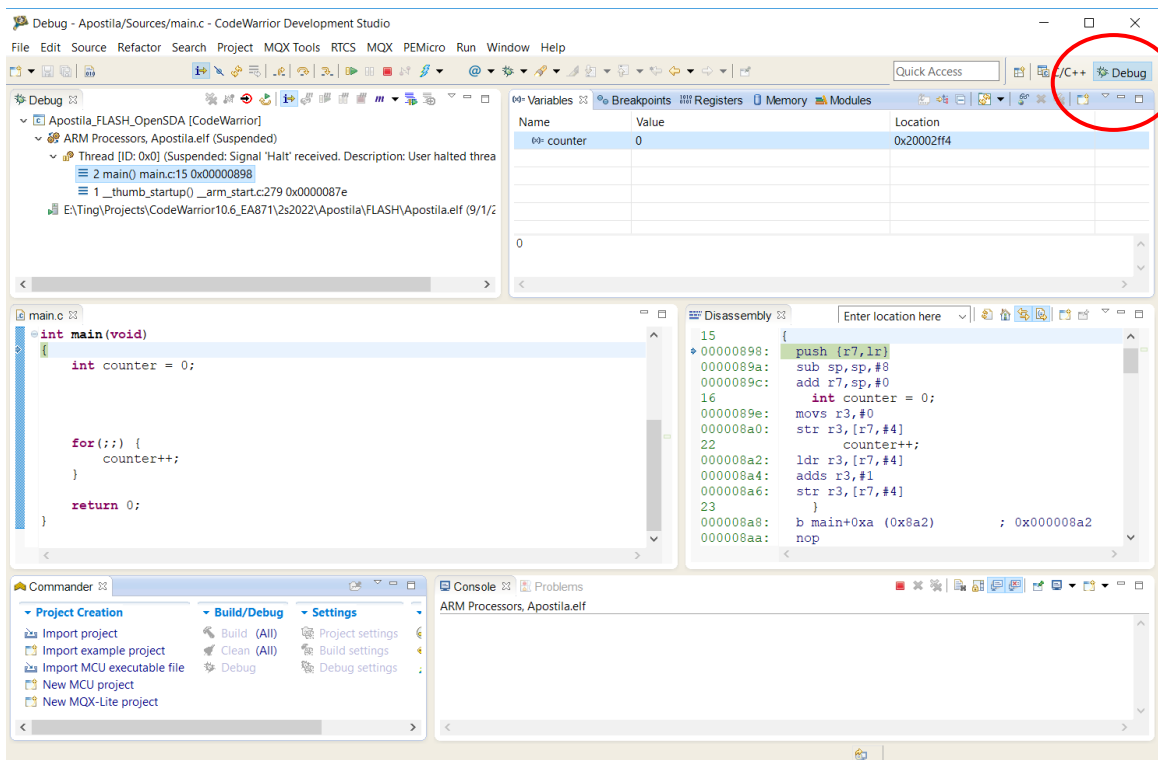 Debug - Apostila/Sources/main.c - CodeWarrior Development Studio
File Edit Source Refactor Search Project MQX Tools RTCS MQX PEMicro Run Window Help
Quick Access
C/C++
Debug
Debug
Apostila_FLASH_OpenSDA [CodeWarrior]
ARM Processors, Apostila.elf (Suspended)
Thread [ID: 0x0] (Suspended: Signal 'Halt' received. Description: User halted threa
2 main() main.c:15 0x00000898
1 __thumb_startup() __arm_start.c:279 0x0000087e
E:\Ting\Projects\CodeWarrior10.6_EA871\2s2022\Apostila\FLASH\Apostila.elf (9/1/2
Variables Breakpoints Registers Memory Modules
Name Value Location
counter 0 0x20002ff4
0
main.c
int main(void)
{
int counter = 0;
for(;;) {
counter++;
}
return 0;
}
Disassembly
Enter location here
15 {
00000898: push {r7,lr}
0000089a: sub sp,sp,#8
0000089c: add r7,sp,#0
16 int counter = 0;
0000089e: movs r3,#0
000008a0: str r3,[r7,#4]
22 counter++;
000008a2: ldr r3,[r7,#4]
000008a4: adds r3,#1
000008a6: str r3,[r7,#4]
23 }
000008a8: b main+0xa (0x8a2) ; 0x000008a2
000008aa: nop
Commander
Project Creation
Import project
Import example project
Import MCU executable file
New MCU project
New MQX-Lite project
Build/Debug
Build (All)
Clean (All)
Debug
Settings
Project settings
Build settings
Debug settings
Console Problems
ARM Processors, Apostila.elf